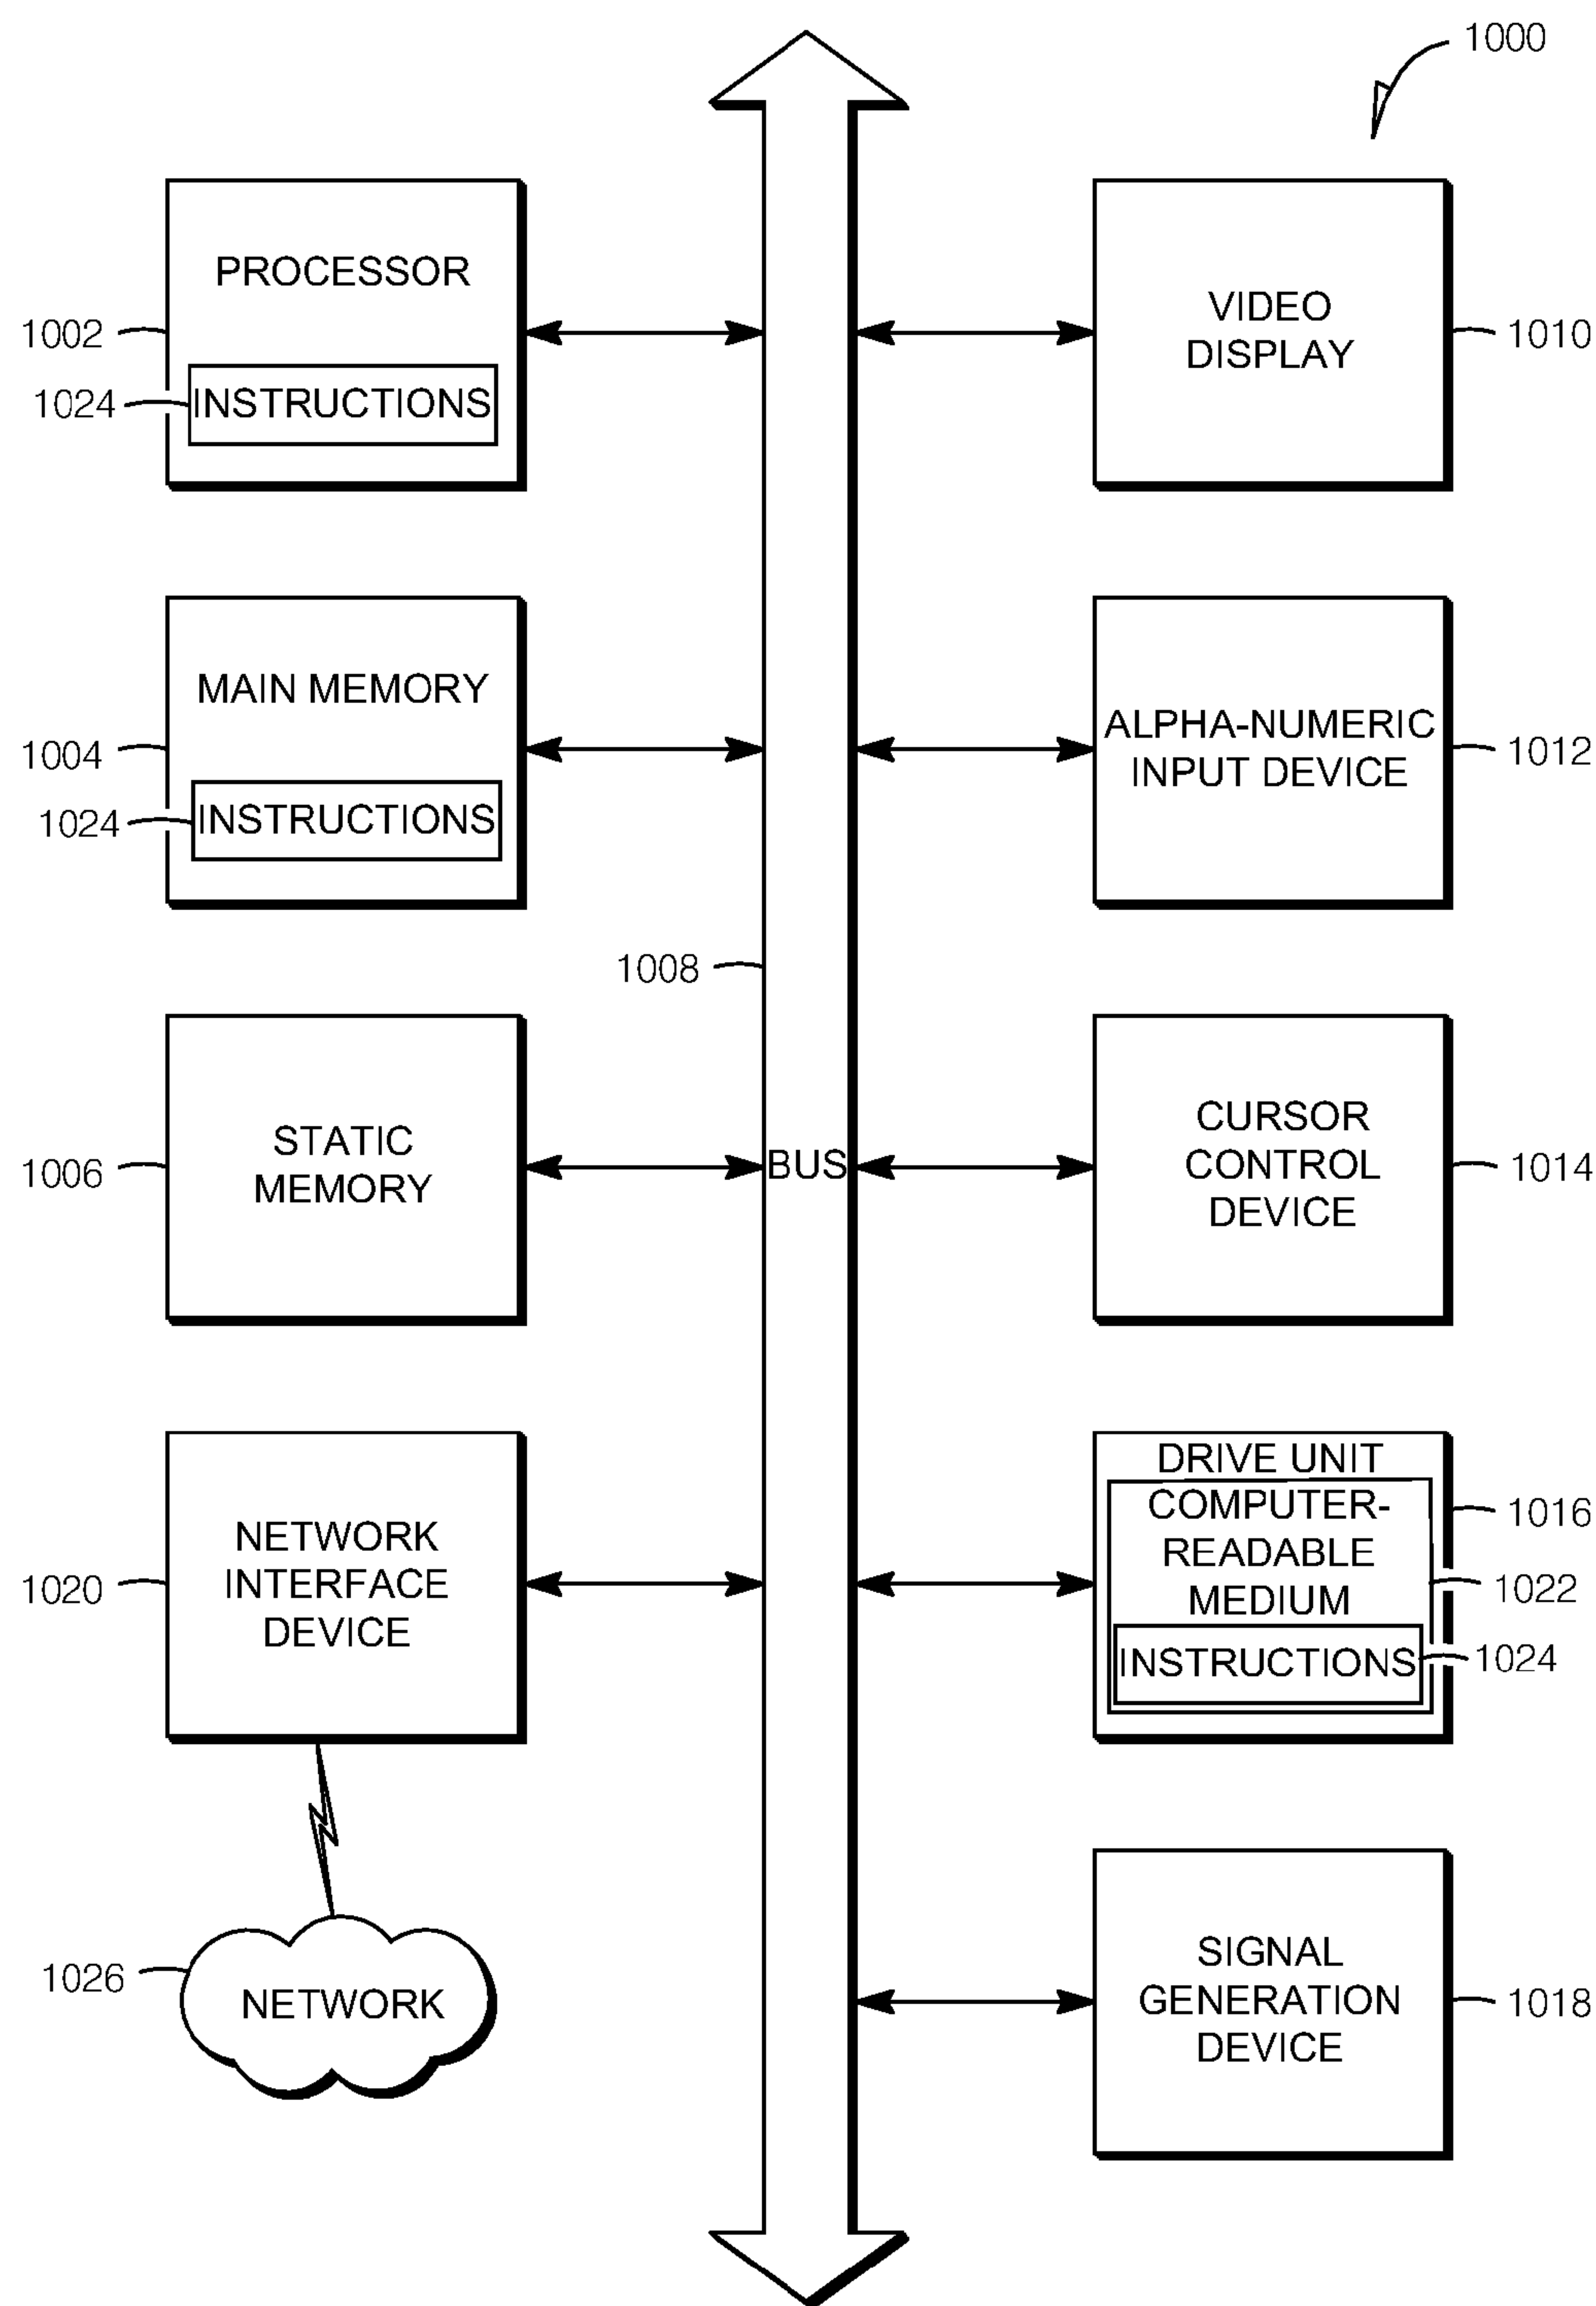 1000
PROCESSOR
1002
1024
INSTRUCTIONS
VIDEO
DISPLAY
1010
MAIN MEMORY
1004
1024
INSTRUCTIONS
ALPHA-NUMERIC
INPUT DEVICE
1012
1008
STATIC
MEMORY
1006
BUS
CURSOR
CONTROL
DEVICE
1014
NETWORK
INTERFACE
DEVICE
1020
DRIVE UNIT
COMPUTER-
READABLE
MEDIUM
INSTRUCTIONS
1016
1022
1024
1026
NETWORK
SIGNAL
GENERATION
DEVICE
1018